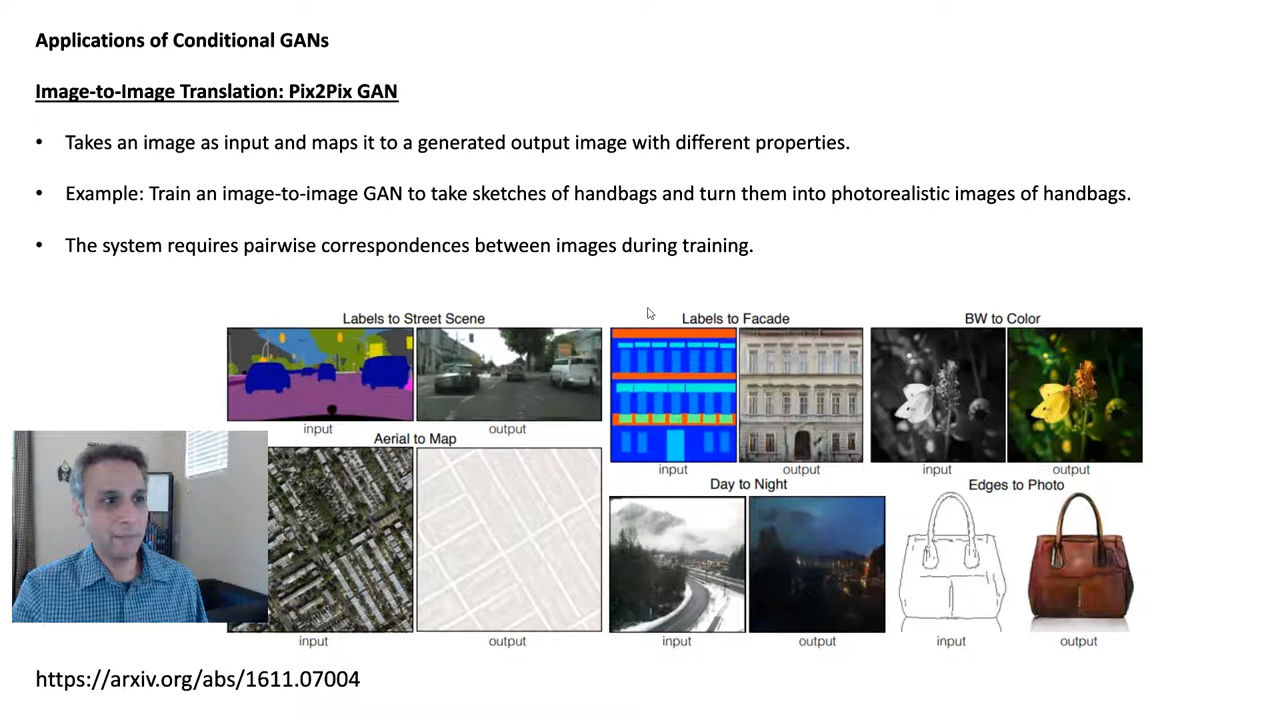 Applications of Conditional GANs
Image-to-Image Translation: Pix2Pix GAN
• Takes an image as input and maps it to a generated output image with different properties.
• Example: Train an image-to-image GAN to take sketches of handbags and turn them into photorealistic images of handbags.
• The system requires pairwise correspondences between images during training.
Labels to Street Scene
input
output
Aerial to Map
input
output
Labels to Facade
input
output
BW to Color
input
output
Day to Night
input
output
Edges to Photo
input
output
https://arxiv.org/abs/1611.07004